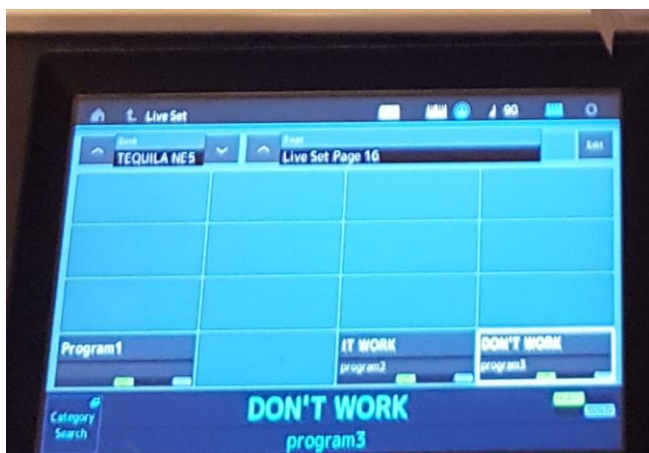 Live Set
90
Bank
Page
TEQUILA NES
Live Set Page 16
Edit
Program1
IT WORK
DON'T WORK
program2
program3
Category
Search
DON'T WORK
program3